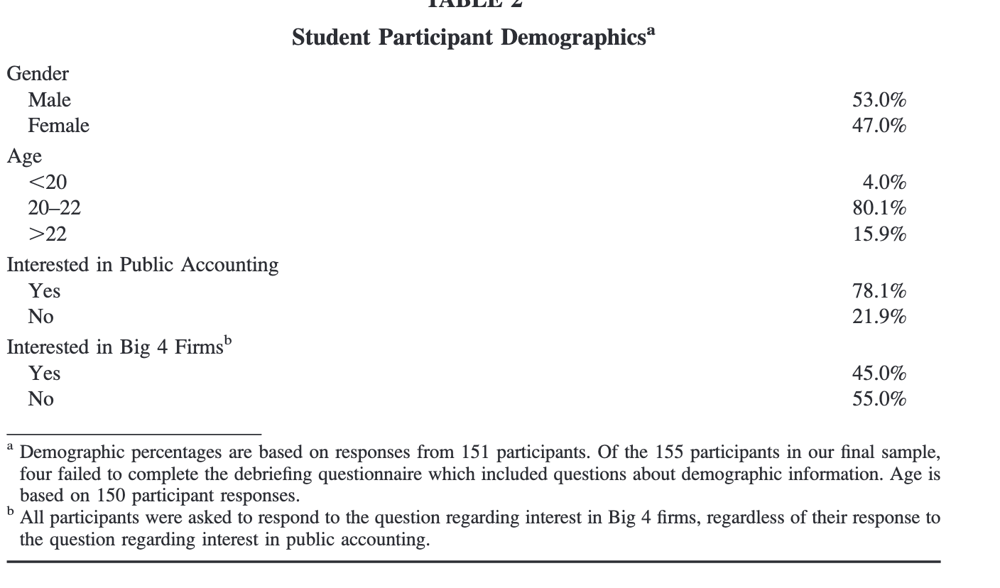 TABLE 2
Student Participant Demographicsa
Gender
Male 53.0%
Female 47.0%
Age
<20 4.0%
20–22 80.1%
>22 15.9%
Interested in Public Accounting
Yes 78.1%
No 21.9%
Interested in Big 4 Firmsb
Yes 45.0%
No 55.0%
a Demographic percentages are based on responses from 151 participants. Of the 155 participants in our final sample,
four failed to complete the debriefing questionnaire which included questions about demographic information. Age is
based on 150 participant responses.
b All participants were asked to respond to the question regarding interest in Big 4 firms, regardless of their response to
the question regarding interest in public accounting.